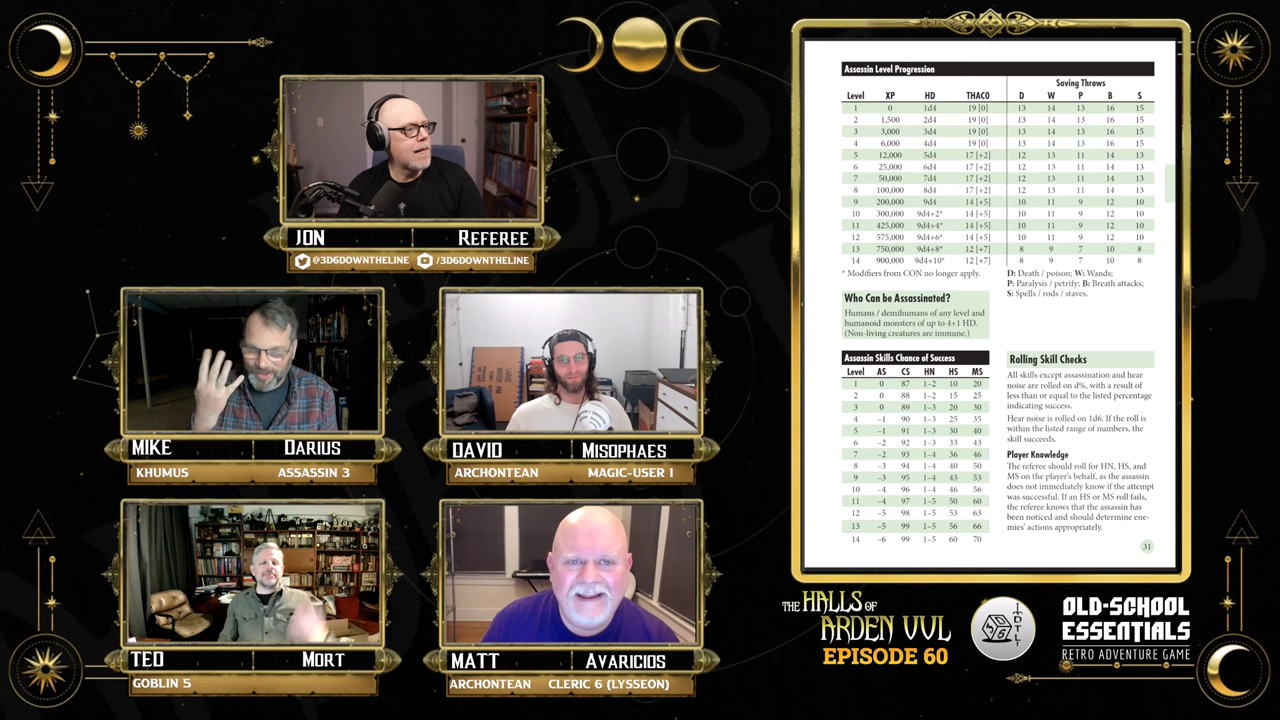 JON Referee
@3D6DOWNTHELINE /3D6DOWNTHELINE
MIKE Darius
KHUMUS ASSASSIN 3
DAVID Misophaes
ARCHONTEAN MAGIC-USER 1
TED Mort
GOBLIN 5
MATT Avaricios
ARCHONTEAN CLERIC 6 (LYSSEON)
Assassin Level Progression
Saving Throws
Level XP HD THAC0 D W P B S
1 0 1d4 19 [0] 13 14 13 16 15
2 1,500 2d4 19 [0] 13 14 13 16 15
3 3,000 3d4 19 [0] 13 14 13 16 15
4 6,000 4d4 19 [0] 13 14 13 16 15
5 12,000 5d4 17 [+2] 12 13 11 14 13
6 25,000 6d4 17 [+2] 12 13 11 14 13
7 50,000 7d4 17 [+2] 12 13 11 14 13
8 100,000 8d4 17 [+2] 12 13 11 14 13
9 200,000 9d4 14 [+5] 10 11 9 12 10
10 300,000 9d4+2* 14 [+5] 10 11 9 12 10
11 425,000 9d4+4* 14 [+5] 10 11 9 12 10
12 575,000 9d4+6* 14 [+5] 10 11 9 12 10
13 750,000 9d4+8* 12 [+7] 8 9 7 10 8
14 900,000 9d4+10* 12 [+7] 8 9 7 10 8
* Modifiers from CON no longer apply.
D: Death / poison; W: Wands;
P: Paralysis / petrify; B: Breath attacks;
S: Spells / rods / staves.
Who Can be Assassinated?
Humans / demihumans of any level and
humanoid monsters of up to 4+1 HD.
(Non-living creatures are immune.)
Assassin Skills Chance of Success
Level AS CS HN HS MS
1 0 87 1–2 10 20
2 0 88 1–2 15 25
3 0 89 1–3 20 30
4 –1 90 1–3 25 35
5 –1 91 1–3 30 40
6 –2 92 1–3 33 43
7 –2 93 1–4 36 46
8 –3 94 1–4 40 50
9 –3 95 1–4 43 53
10 –4 96 1–4 46 56
11 –4 97 1–5 50 60
12 –5 98 1–5 53 63
13 –5 99 1–5 56 66
14 –6 99 1–5 60 70
Rolling Skill Checks
All skills except assassination and hear
noise are rolled on d%, with a result of
less than or equal to the listed percentage
indicating success.
Hear noise is rolled on 1d6. If the roll is
within the listed range of numbers, the
skill succeeds.
Player Knowledge
The referee should roll for HN, HS, and
MS on the player's behalf, as the assassin
does not immediately know if the attempt
was successful. If an HS or MS roll fails,
the referee knows that the assassin has
been noticed and should determine ene-
mies' actions appropriately.
31
THE HALLS OF
ARDEN VUL
EPISODE 60
3D6 DTL
OLD-SCHOOL
ESSENTIALS
RETRO ADVENTURE GAME